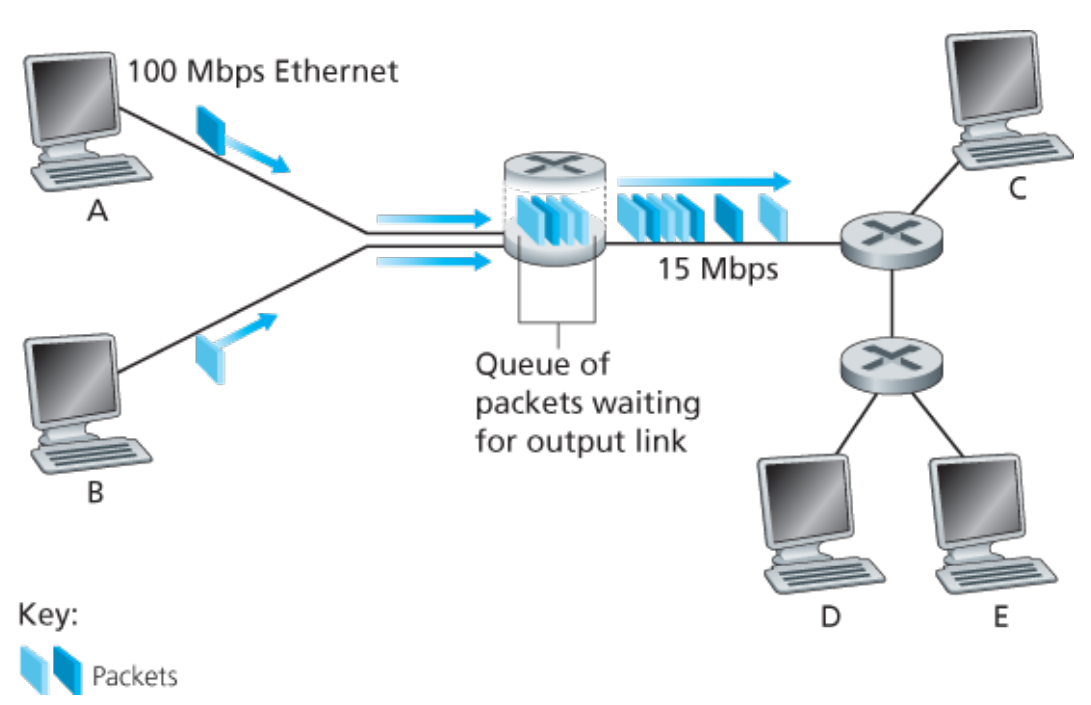 100 Mbps Ethernet
A
C
15 Mbps
Queue of
packets waiting
for output link
B
D
E
Key:
Packets